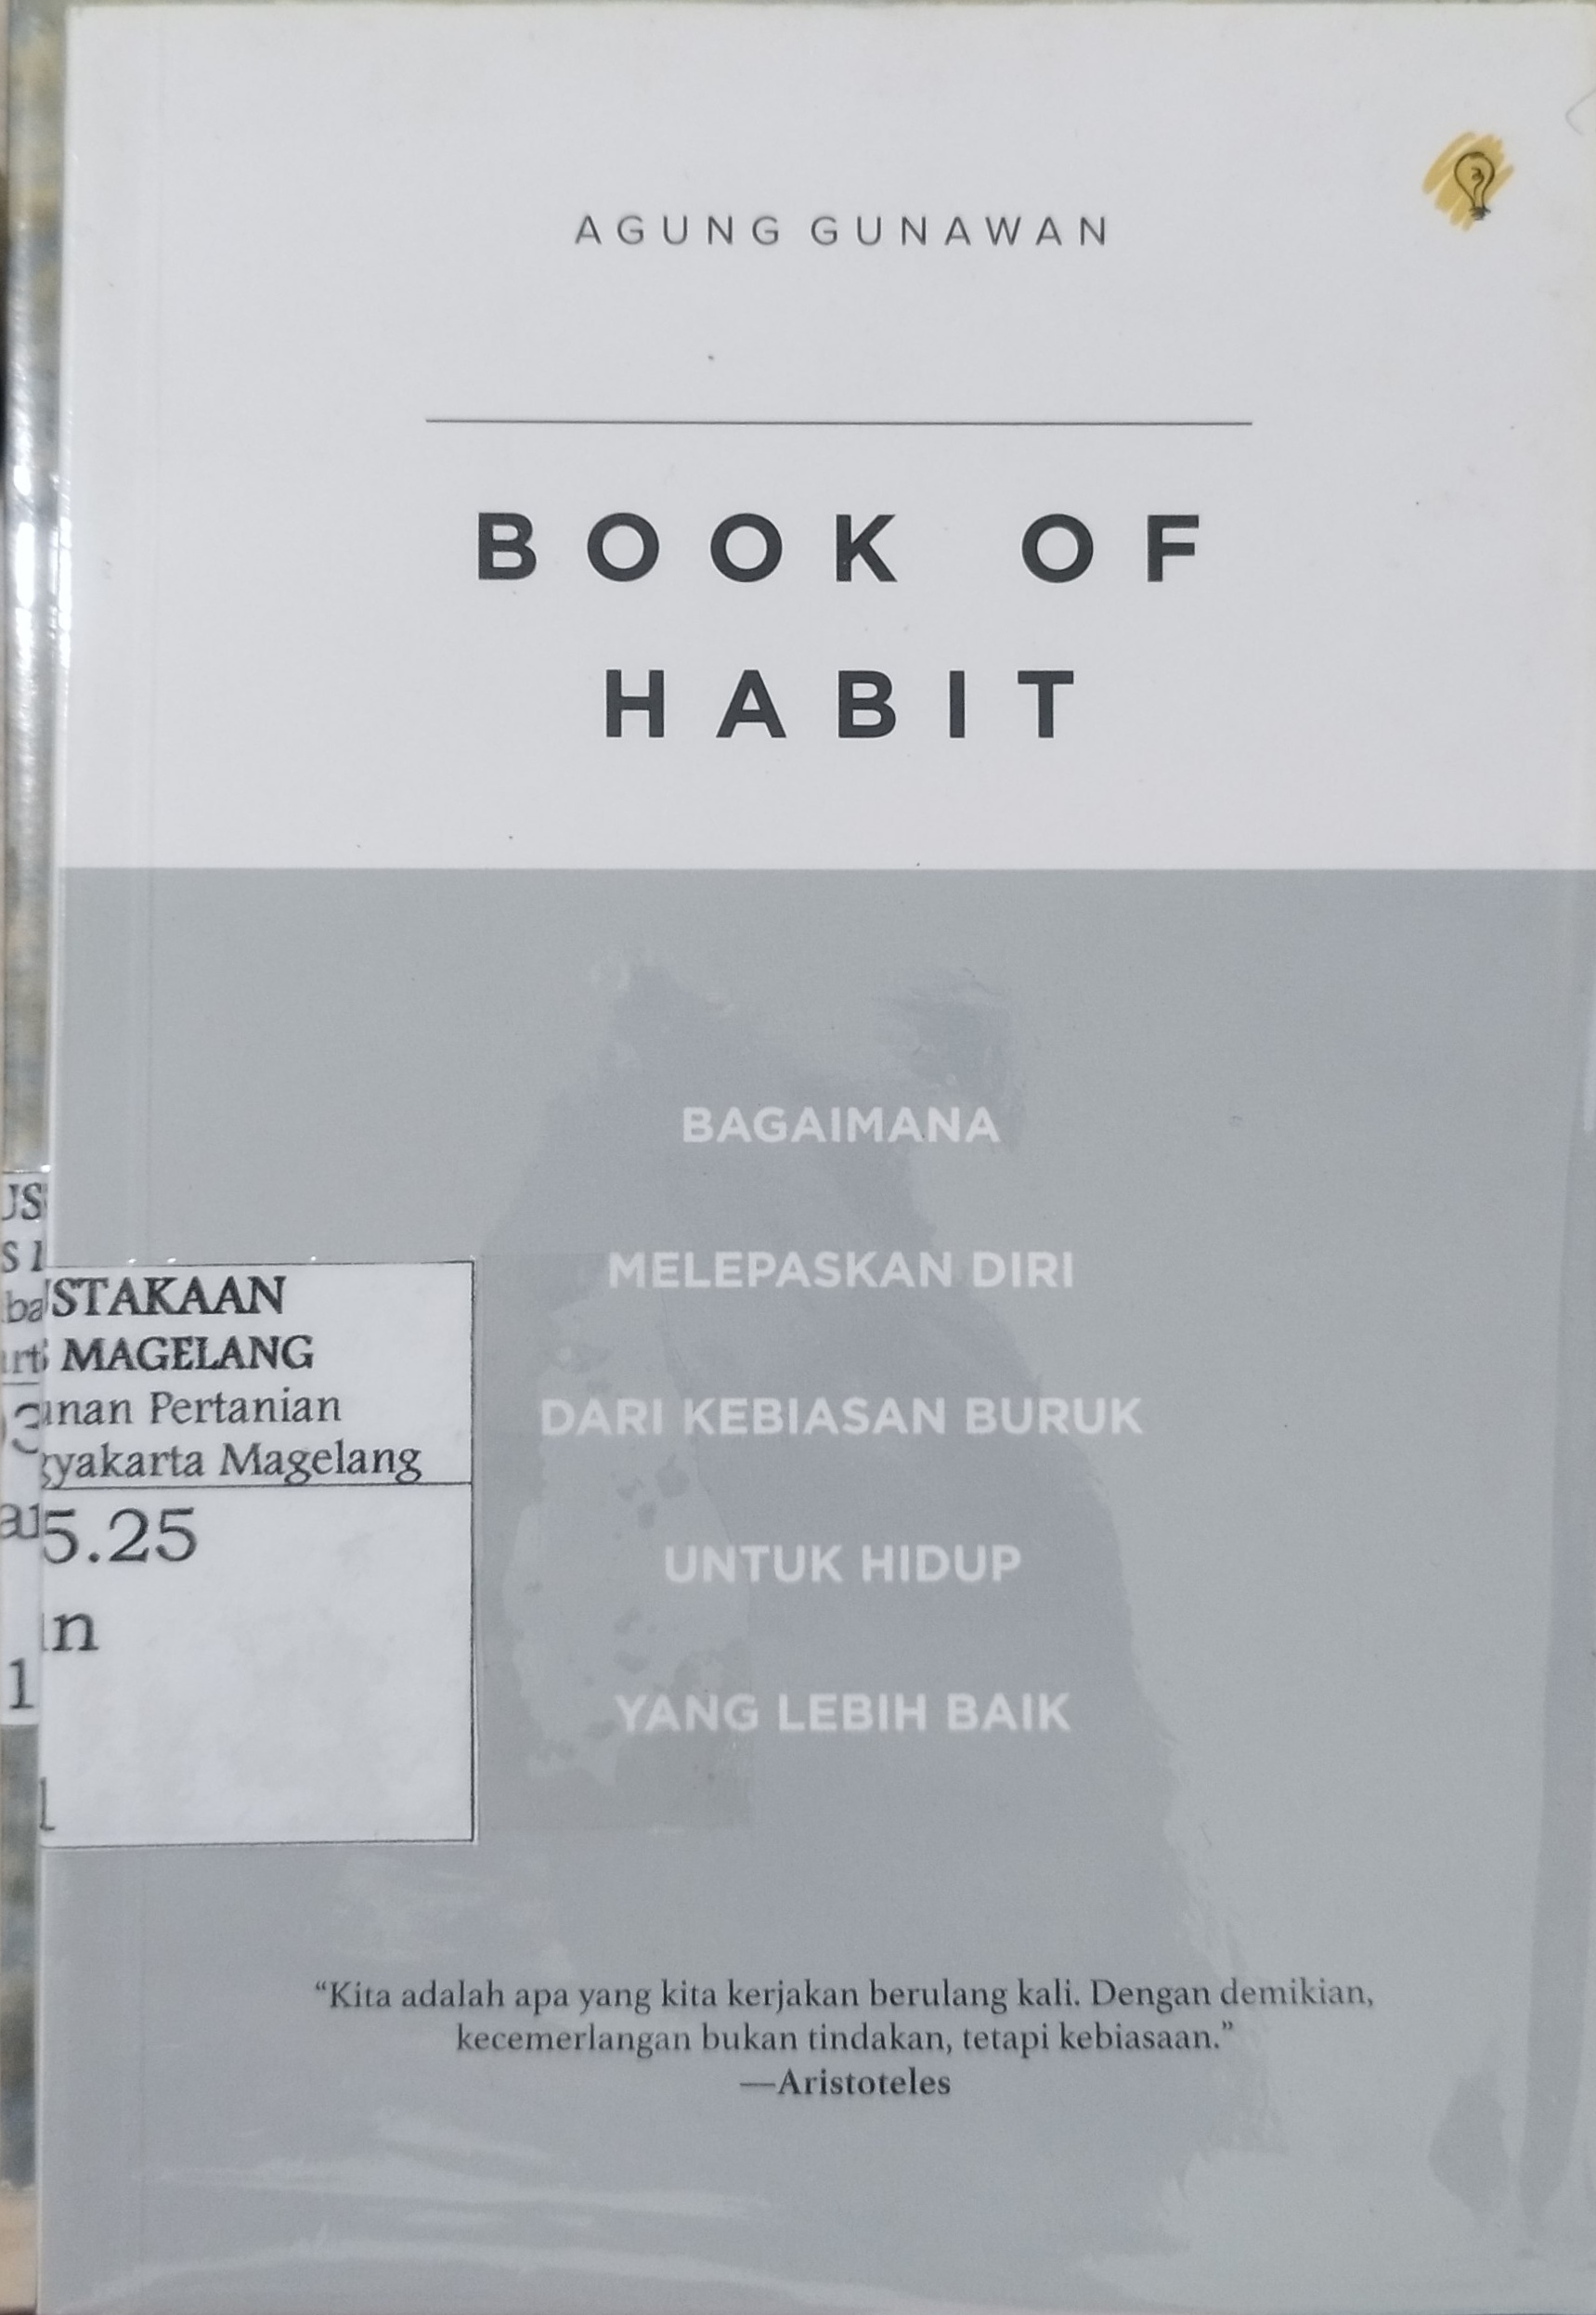 AGUNG GUNAWAN
BOOK OF
HABIT
BAGAIMANA
MELEPASKAN DIRI
DARI KEBIASAN BURUK
UNTUK HIDUP
YANG LEBIH BAIK
STAKAAN
MAGELANG
nan Pertanian
yakarta Magelang
5.25
n
1
“Kita adalah apa yang kita kerjakan berulang kali. Dengan demikian,
kecemerlangan bukan tindakan, tetapi kebiasaan.”
—Aristoteles